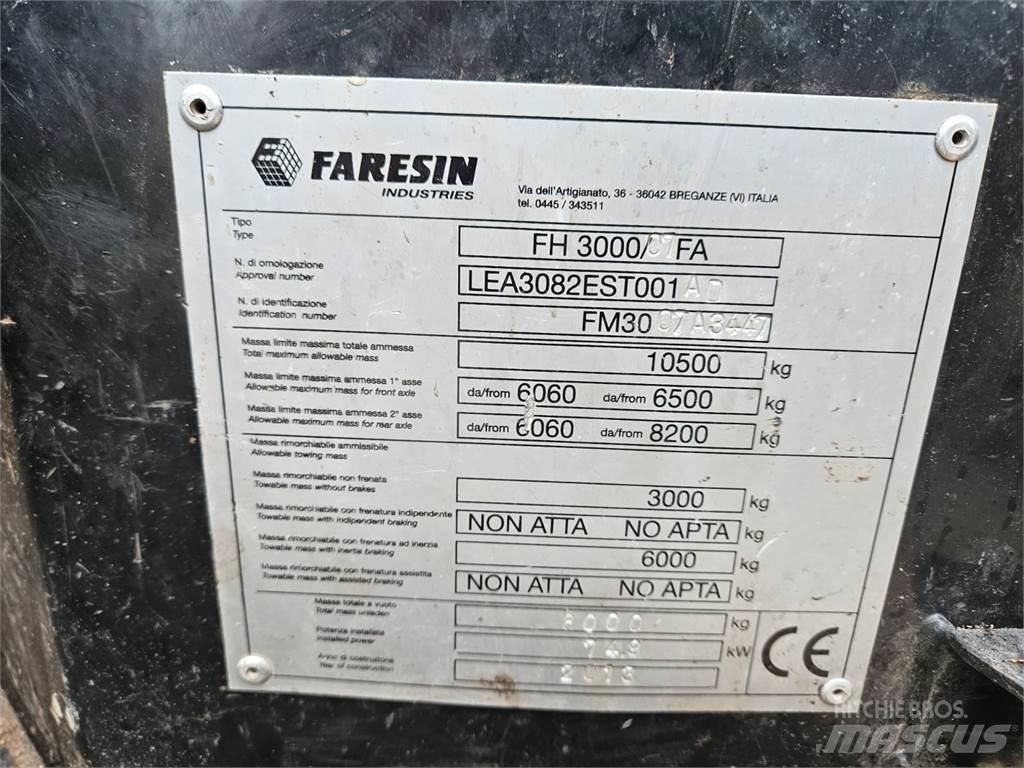 FARESIN
INDUSTRIES
Via dell'Artigianato, 36 - 36042 BREGANZE (VI) ITALIA
tel. 0445 / 343511
Tipo
Type
FH 3000/07 FA
N. di omologazione
Approval number
LEA3082EST001 AD
N. di identificazione
Identification number
FM30 07A3447
Massa limite massima totale ammessa
Total maximum allowable mass
10500 kg
Massa limite massima ammessa 1° asse
Allowable maximum mass for front axle
da/from 6060 da/from 6500 kg
Massa limite massima ammessa 2° asse
Allowable maximum mass for rear axle
da/from 6060 da/from 8200 kg
Massa rimorchiabile ammissibile
Allowable towing mass
Massa rimorchiabile non frenata
Towable mass without brakes
3000 kg
Massa rimorchiabile con frenatura indipendente
Towable mass with indipendent braking
NON ATTA NO APTA kg
Massa rimorchiabile con frenatura ad inerzia
Towable mass with inertie braking
6000 kg
Massa rimorchiabile con frenatura assistita
Towable mass with assisted braking
NON ATTA NO APTA kg
Massa totale a vuoto
Total mass unladen
8000 kg
Potenza installata
Installed power
74.9 kW
Anno di costruzione
Year of construction
2013
CE
RITCHIE BROS.
MASCUS